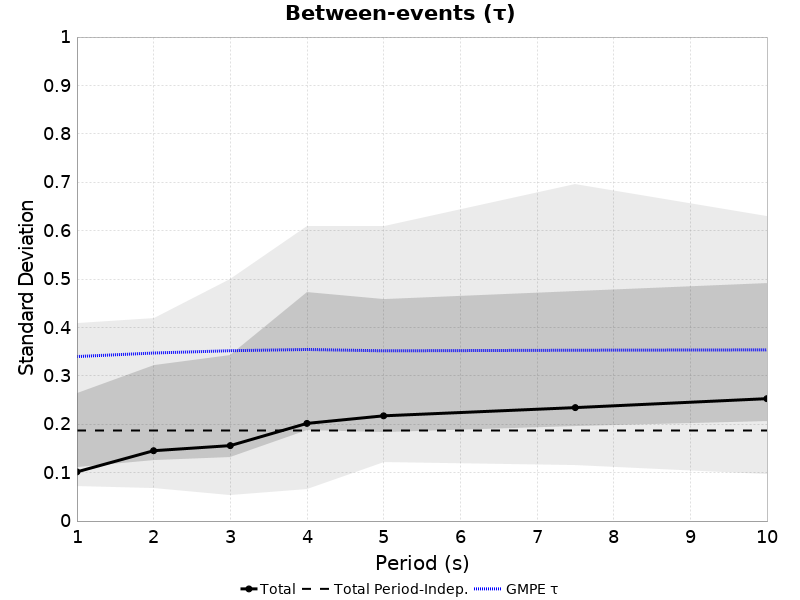 Between-events (τ)
Standard Deviation
1
0.9
0.8
0.7
0.6
0.5
0.4
0.3
0.2
0.1
0
1 2 3 4 5 6 7 8 9 10
Period (s)
Total Total Period-Indep. GMPE τ